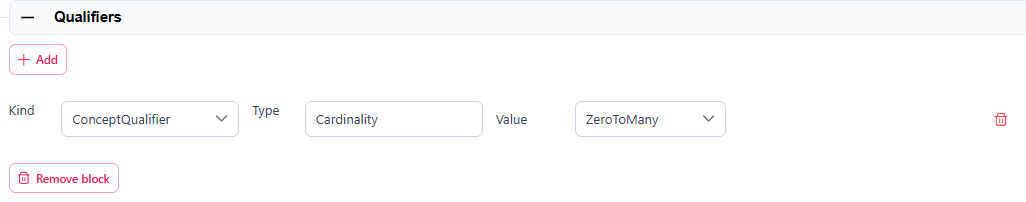 Qualifiers
Add
Kind ConceptQualifier Type Cardinality Value ZeroToMany
Remove block